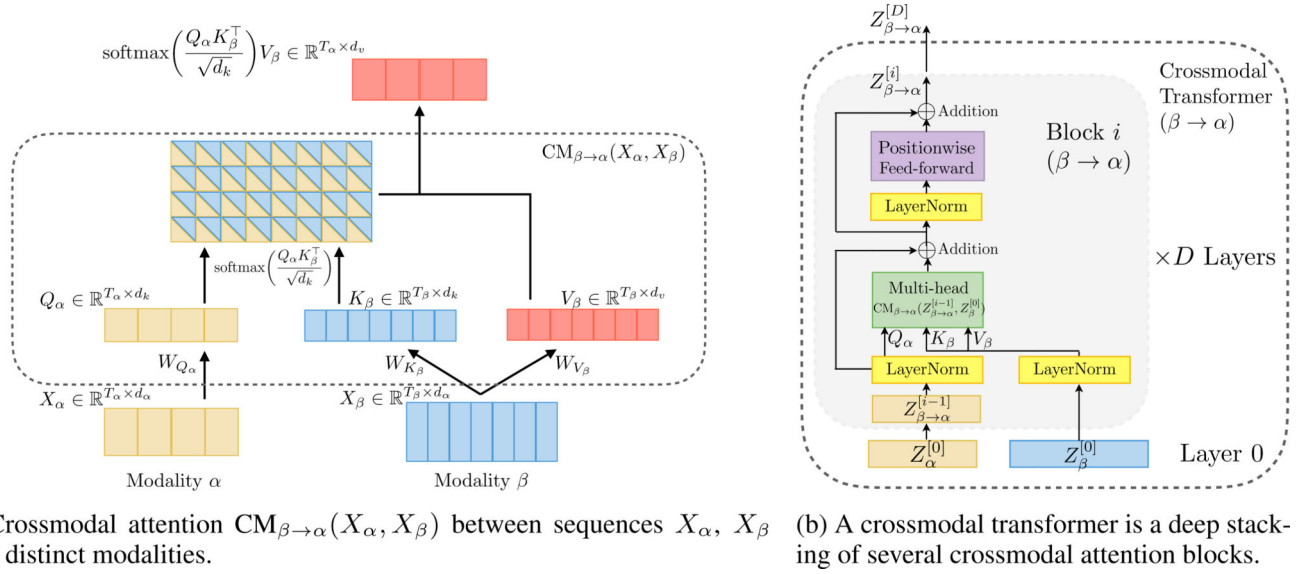 softmax(Q_α K_β^⊤ / √d_k) V_β ∈ ℝ^{T_α×d_v}
CM_{β→α}(X_α, X_β)
softmax(Q_α K_β^⊤ / √d_k)
Q_α ∈ ℝ^{T_α×d_k}
K_β ∈ ℝ^{T_β×d_k}
V_β ∈ ℝ^{T_β×d_v}
W_{Q_α}
W_{K_β}
W_{V_β}
X_α ∈ ℝ^{T_α×d_α}
X_β ∈ ℝ^{T_β×d_α}
Modality α
Modality β
Crossmodal attention CM_{β→α}(X_α, X_β) between sequences X_α, X_β
distinct modalities.
Z_{β→α}^{[D]}
Z_{β→α}^{[i]}
Crossmodal
Transformer
(β → α)
Addition
Block i
(β → α)
Positionwise
Feed-forward
LayerNorm
Addition
×D Layers
Multi-head
CM_{β→α}(Z_{β→α}^{[i−1]}, Z_β^{[0]})
Q_α K_β V_β
LayerNorm LayerNorm
Z_{β→α}^{[i−1]}
Z_α^{[0]} Z_β^{[0]} Layer 0
(b) A crossmodal transformer is a deep stack-
ing of several crossmodal attention blocks.